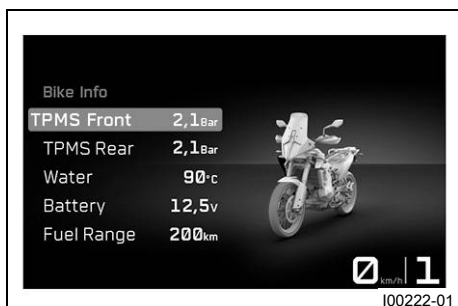 Bike Info
TPMS Front 2,1Bar
TPMS Rear 2,1Bar
Water 90°C
Battery 12,5V
Fuel Range 200km
0 km/h 1
I00222-01